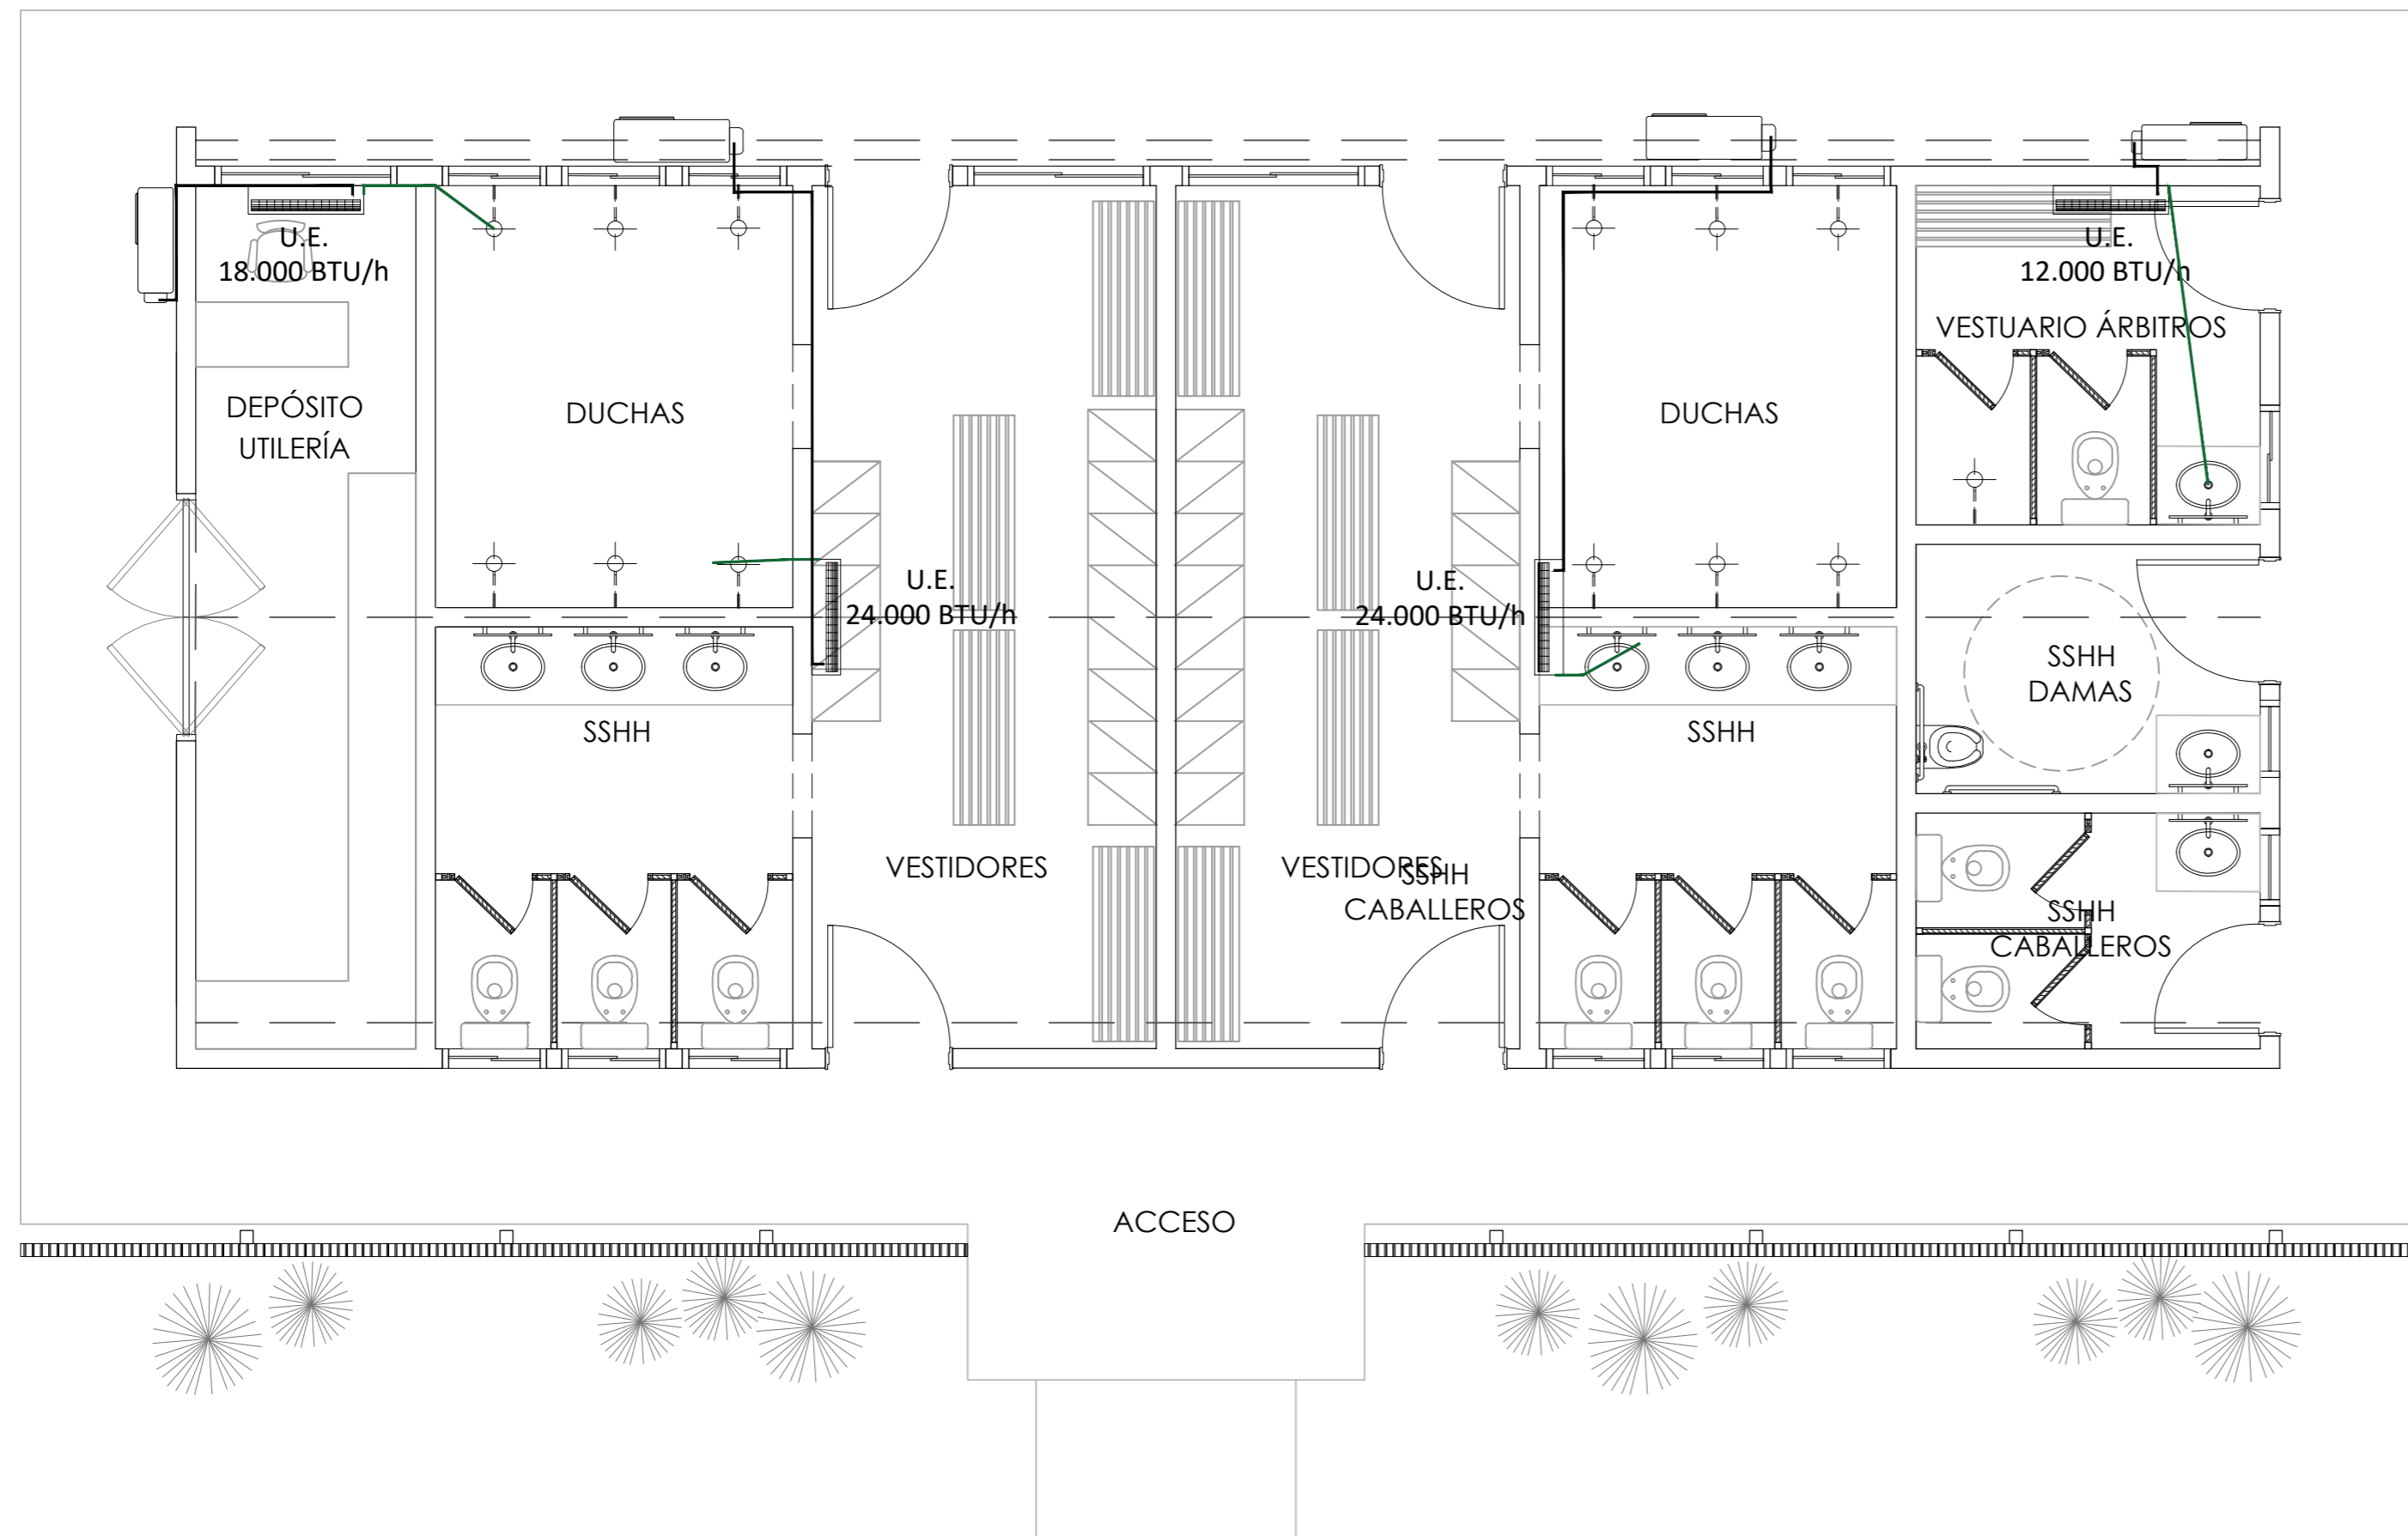 U.E.
18.000 BTU/h
U.E.
12.000 BTU/h
VESTUARIO ÁRBITROS
DEPÓSITO
UTILERÍA
DUCHAS
DUCHAS
U.E.
24.000 BTU/h
U.E.
24.000 BTU/h
SSHH
DAMAS
SSHH
SSHH
VESTIDORES
VESTIDORES
SSHH
CABALLEROS
SSHH
CABALLEROS
ACCESO